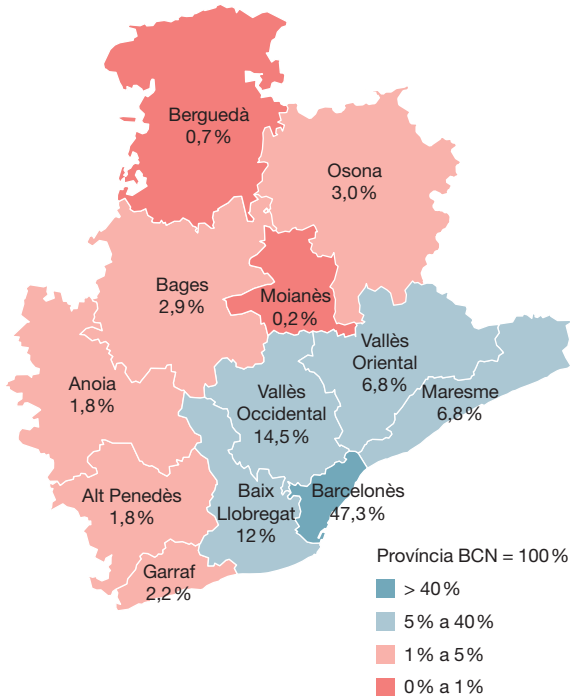 Berguedà
0,7 %
Osona
3,0 %
Bages
2,9 %
Moianès
0,2 %
Vallès
Oriental
6,8 %
Maresme
6,8 %
Anoia
1,8 %
Vallès
Occidental
14,5 %
Alt Penedès
1,8 %
Baix
Llobregat
12 %
Barcelonès
47,3 %
Garraf
2,2 %
Província BCN = 100 %
> 40 %
5 % a 40 %
1 % a 5 %
0 % a 1 %